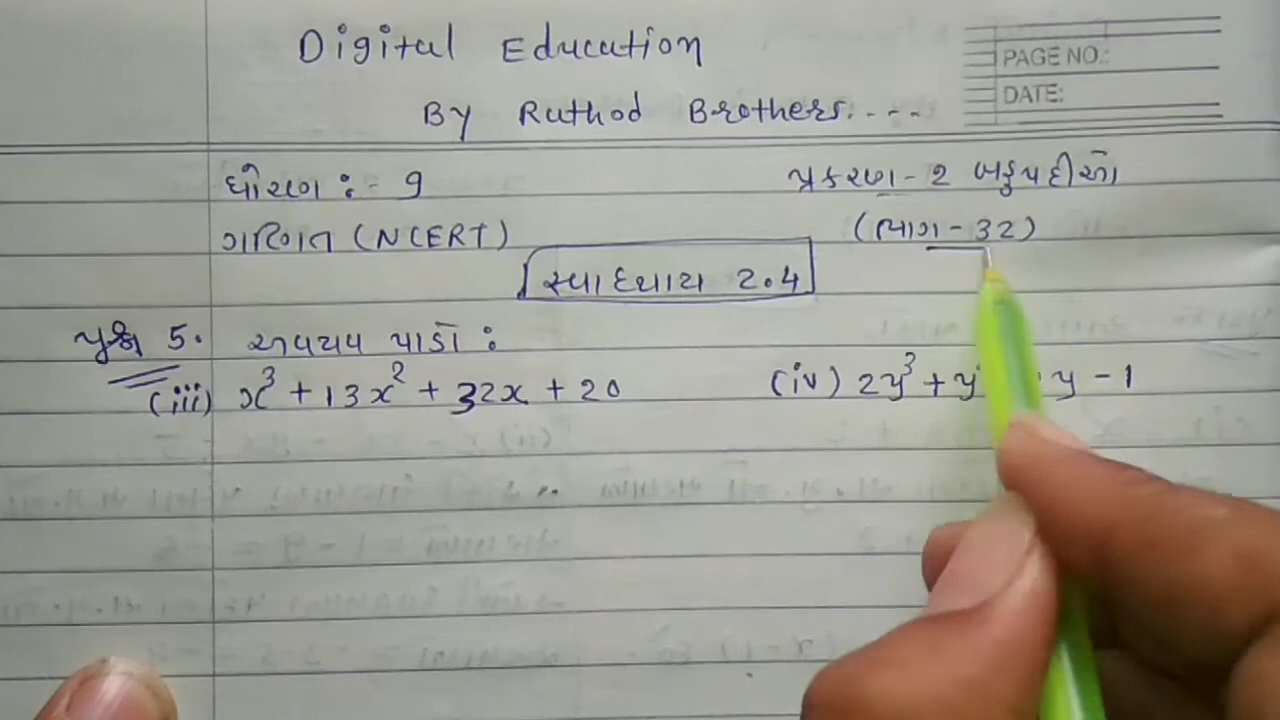 Digital Education
By Rathod Brothers....
PAGE NO.:
DATE:
ધોરણ :- 9
પ્રકરણ - 2 બહુપદીઓ
ગણિત (NCERT)
(ભાગ - 32)
સ્વાધ્યાય 2.4
પ્રશ્ન 5. અવયવ પાડો :
(iii) x³ + 13x² + 32x + 20
(iv) 2y³ + y y - 1